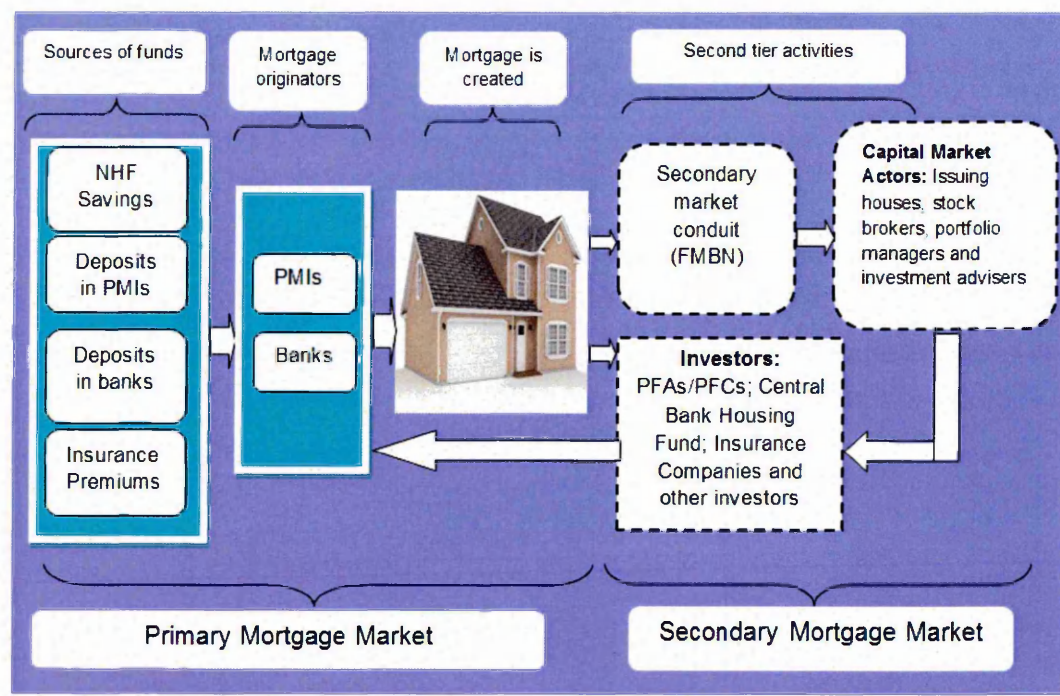 Sources of funds
Mortgage
originators
Mortgage is
created
Second tier activities
NHF
Savings
Deposits
in PMIs
Deposits
in banks
Insurance
Premiums
PMIs
Banks
Secondary
market
conduit
(FMBN)
Capital Market
Actors: Issuing
houses, stock
brokers, portfolio
managers and
investment advisers
Investors:
PFAs/PFCs; Central
Bank Housing
Fund; Insurance
Companies and
other investors
Primary Mortgage Market
Secondary Mortgage Market